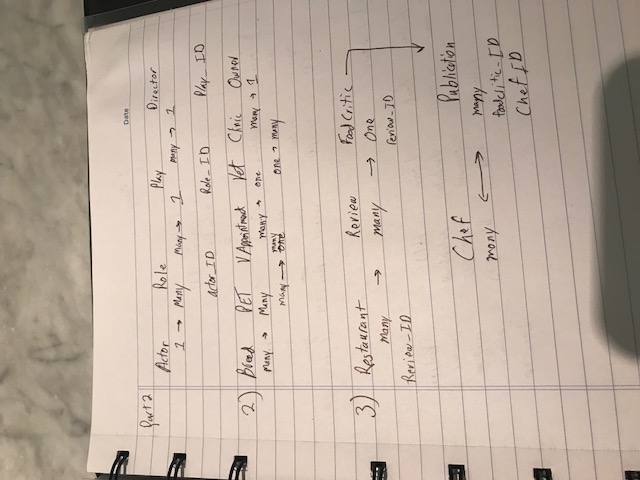 Date
Part 2
Actor Role Play Director
1 → Many Many → 1 many → 1
actor_ID Role_ID Play_ID
2) Breed PET V Appointment Vet Clinic Owner
many → Many many → one many → 1
many → many one → many
3) Restaurant Review Food Critic
many → many → One
Review_ID review_ID
Chef Publication
many ↔ many
foodcritic_ID
Chef ID